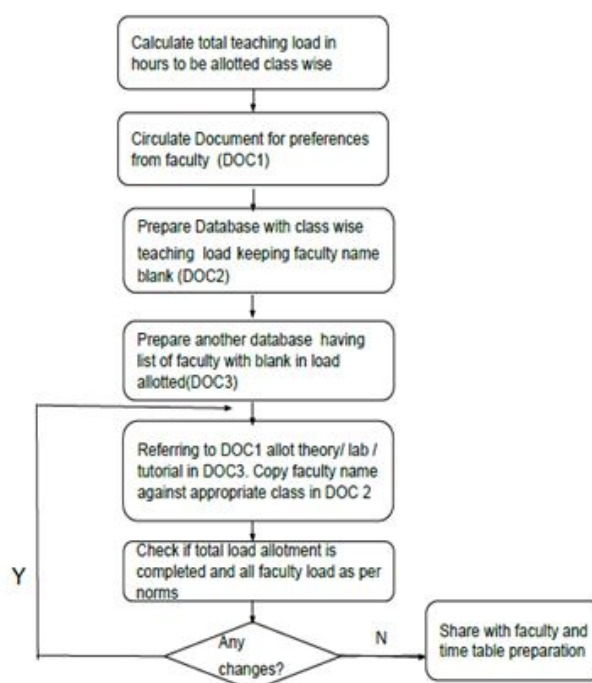 Calculate total teaching load in
hours to be allotted class wise
Circulate Document for preferences
from faculty (DOC1)
Prepare Database with class wise
teaching load keeping faculty name
blank (DOC2)
Prepare another database having
list of faculty with blank in load
allotted(DOC3)
Referring to DOC1 allot theory/ lab /
tutorial in DOC3. Copy faculty name
against appropriate class in DOC 2
Check if total load allotment is
completed and all faculty load as per
norms
Y
Any
changes?
N
Share with faculty and
time table preparation